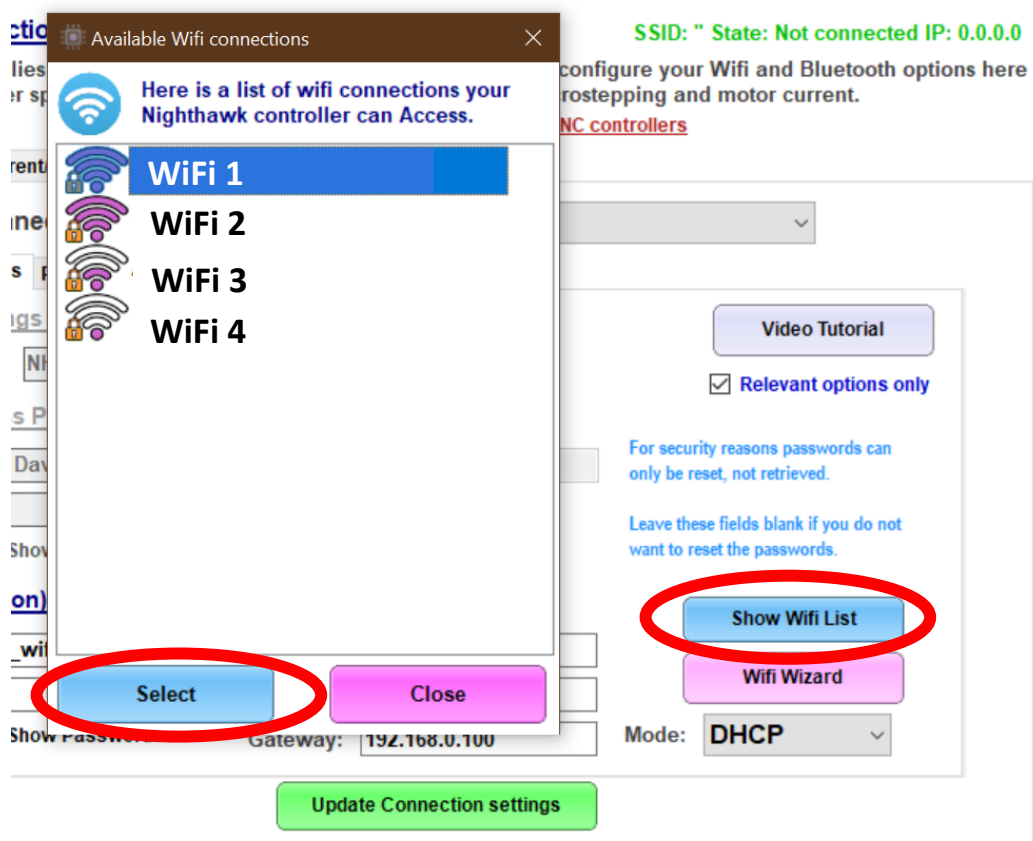 SSID: '' State: Not connected IP: 0.0.0.0
Available Wifi connections
configure your Wifi and Bluetooth options here
and motor current.
NC controllers
Here is a list of wifi connections your
Nighthawk controller can Access.
WiFi 1
WiFi 2
WiFi 3
WiFi 4
Video Tutorial
Relevant options only
For security reasons passwords can
only be reset, not retrieved.
Leave these fields blank if you do not
want to reset the passwords.
Show Wifi List
Wifi Wizard
Select
Close
Show
Gateway: 192.168.0.100
Mode: DHCP
Update Connection settings